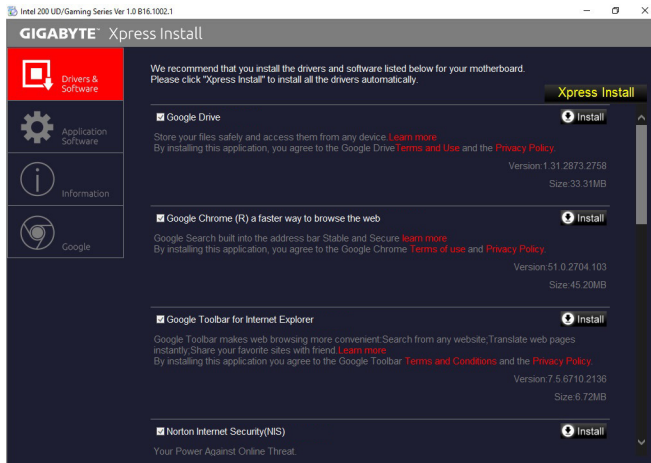 Intel 200 UD/Gaming Series Ver 1.0 B16.1002.1
GIGABYTE™ Xpress Install
Drivers &
Software
Application
Software
Information
Google
We recommend that you install the drivers and software listed below for your motherboard.
Please click "Xpress Install" to install all the drivers automatically.
Xpress Install
Google Drive
Install
Store your files safely and access them from any device.Learn more
By installing this application, you agree to the Google DriveTerms and Use and the Privacy Policy.
Version:1.31.2873.2758
Size:33.31MB
Google Chrome (R) a faster way to browse the web
Install
Google Search built into the address bar Stable and Secure learn more
By installing this application, you agree to the Google Chrome Terms of use and Privacy Policy.
Version:51.0.2704.103
Size:45.20MB
Google Toolbar for Internet Explorer
Install
Google Toolbar makes web browsing more convenient:Search from any website,Translate web pages
instantly;Share your favorite sites with friend.Learn more
By installing this application you agree to the Google Toolbar Terms and Conditions and the Privacy Policy.
Version:7.5.6710.2136
Size:6.72MB
Norton Internet Security(NIS)
Install
Your Power Against Online Threat.